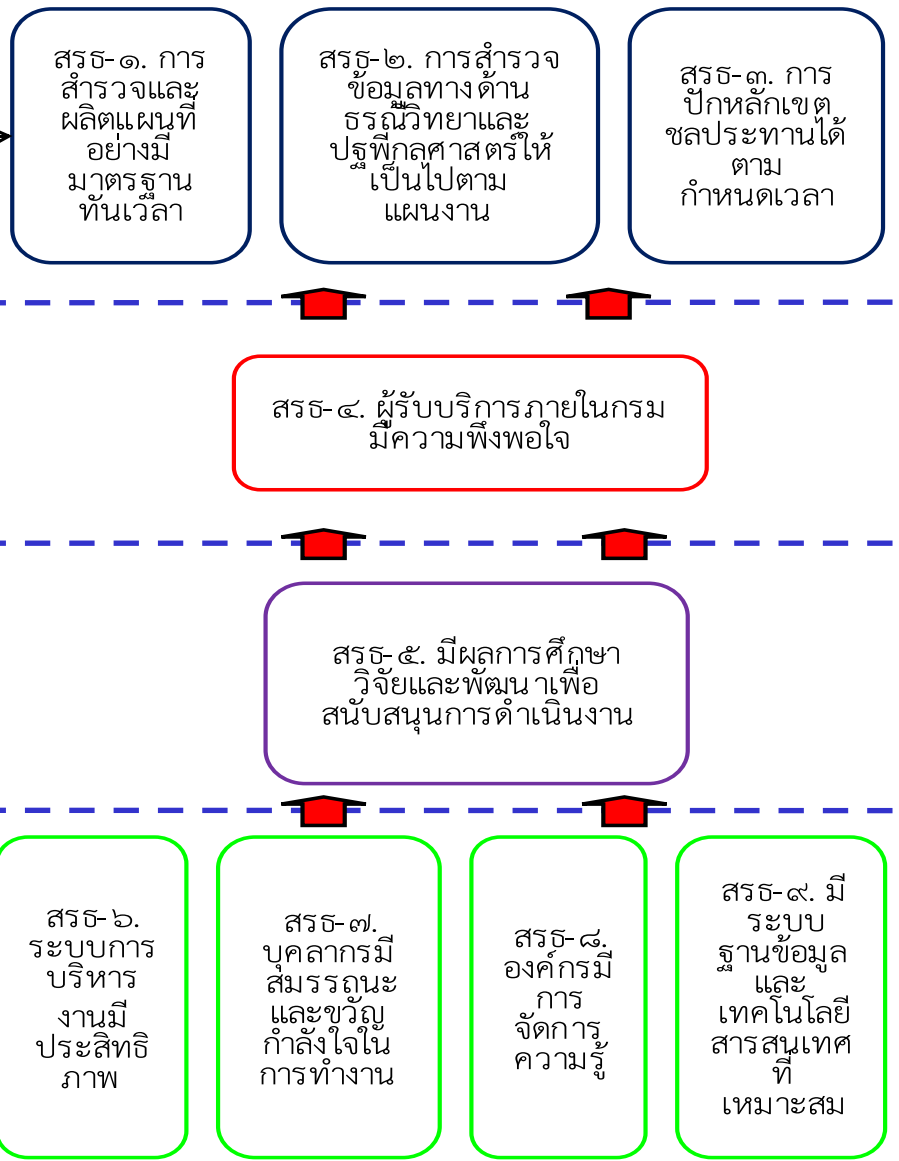 สรธ-๑. การ
สำรวจและ
ผลิตแผนที่
อย่างมี
มาตรฐาน
ทันเวลา
สรธ-๒. การสำรวจ
ข้อมูลทางด้าน
ธรณีวิทยาและ
ปฐพีกลศาสตร์ให้
เป็นไปตาม
แผนงาน
สรธ-๓. การ
ปักหลักเขต
ชลประทานได้
ตาม
กำหนดเวลา
สรธ-๔. ผู้รับบริการภายในกรม
มีความพึงพอใจ
สรธ-๕. มีผลการศึกษา
วิจัยและพัฒนาเพื่อ
สนับสนุนการดำเนินงาน
สรธ-๖.
ระบบการ
บริหาร
งานมี
ประสิทธิ
ภาพ
สรธ-๗.
บุคลากรมี
สมรรถนะ
และขวัญ
กำลังใจใน
การทำงาน
สรธ-๘.
องค์กรมี
การ
จัดการ
ความรู้
สรธ-๙. มี
ระบบ
ฐานข้อมูล
และ
เทคโนโลยี
สารสนเทศ
ที่
เหมาะสม